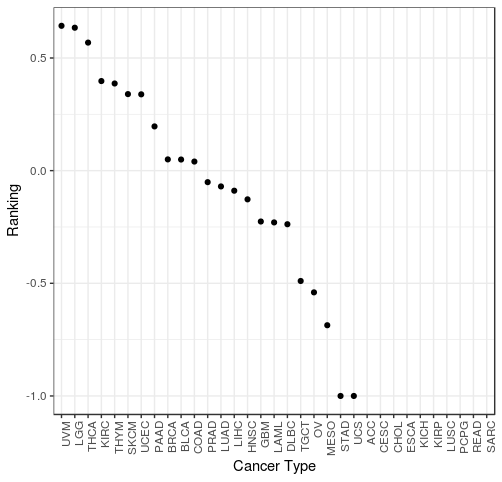 0.5
0.0
-0.5
-1.0
Ranking
UVM
LGG
THCA
KIRC
THYM
SKCM
UCEC
PAAD
BRCA
BLCA
COAD
PRAD
LUAD
LIHC
HNSC
GBM
LAML
DLBC
TGCT
OV
MESO
STAD
UCS
ACC
CESC
CHOL
ESCA
KICH
KIRP
LUSC
PCPG
READ
SARC
Cancer Type